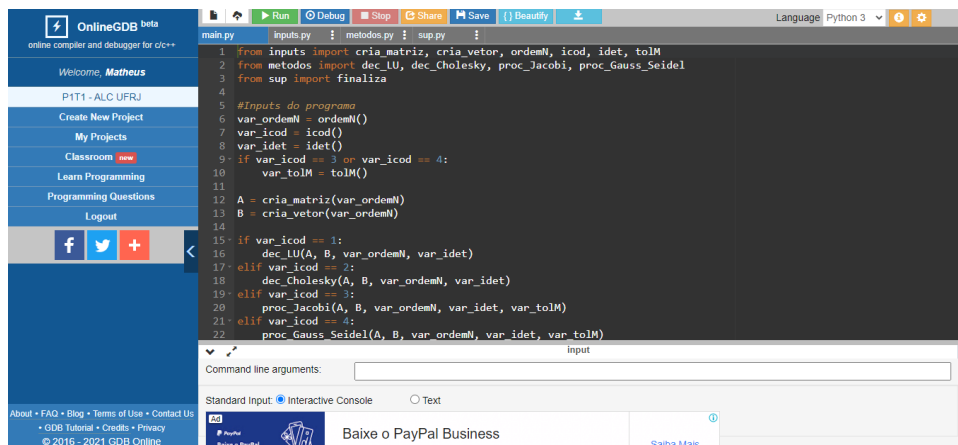 OnlineGDB beta
online compiler and debugger for c/c++
Welcome, Matheus
P1T1 - ALC UFRJ
Create New Project
My Projects
Classroom new
Learn Programming
Programming Questions
Logout
About • FAQ • Blog • Terms of Use • Contact Us
• GDB Tutorial • Credits • Privacy
© 2016 - 2021 GDB Online
Run Debug Stop Share Save { } Beautify
Language Python 3
main.py inputs.py metodos.py sup.py
1 from inputs import cria_matriz, cria_vetor, ordemN, icod, idet, tolM
2 from metodos import dec_LU, dec_Cholesky, proc_Jacobi, proc_Gauss_Seidel
3 from sup import finaliza
4
5 #Inputs do programa
6 var_ordemN = ordemN()
7 var_icod = icod()
8 var_idet = idet()
9 if var_icod == 3 or var_icod == 4:
10 var_tolM = tolM()
11
12 A = cria_matriz(var_ordemN)
13 B = cria_vetor(var_ordemN)
14
15 if var_icod == 1:
16 dec_LU(A, B, var_ordemN, var_idet)
17 elif var_icod == 2:
18 dec_Cholesky(A, B, var_ordemN, var_idet)
19 elif var_icod == 3:
20 proc_Jacobi(A, B, var_ordemN, var_idet, var_tolM)
21 elif var_icod == 4:
22 proc_Gauss_Seidel(A, B, var_ordemN, var_idet, var_tolM)
input
Command line arguments:
Standard Input: Interactive Console Text
Ad
PayPal
Baixe o PayPal
Baixe o PayPal Business
Saiba Mais